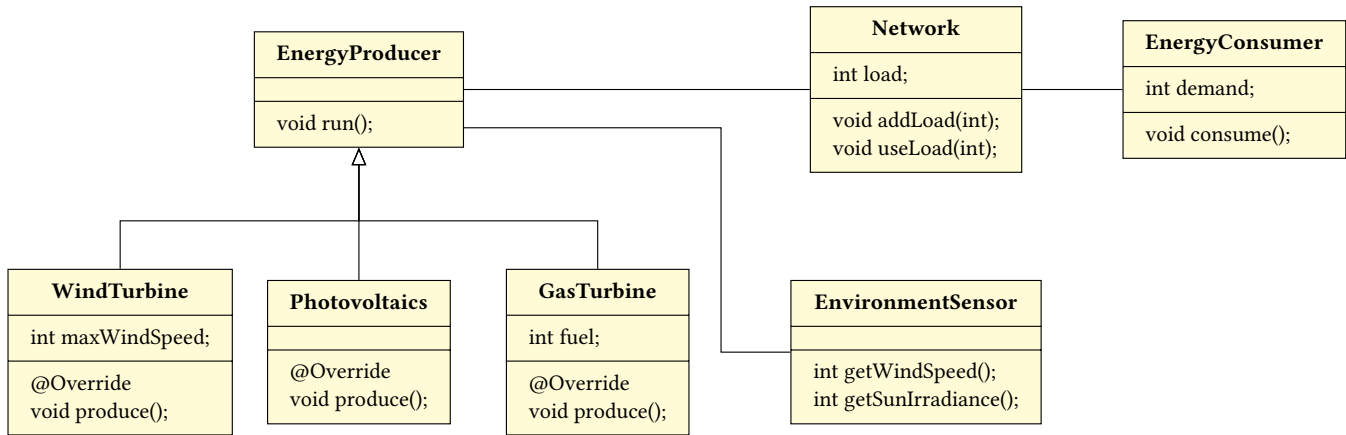 EnergyProducer
void run();
Network
int load;
void addLoad(int);
void useLoad(int);
EnergyConsumer
int demand;
void consume();
WindTurbine
int maxWindSpeed;
@Override
void produce();
Photovoltaics
@Override
void produce();
GasTurbine
int fuel;
@Override
void produce();
EnvironmentSensor
int getWindSpeed();
int getSunIrradiance();